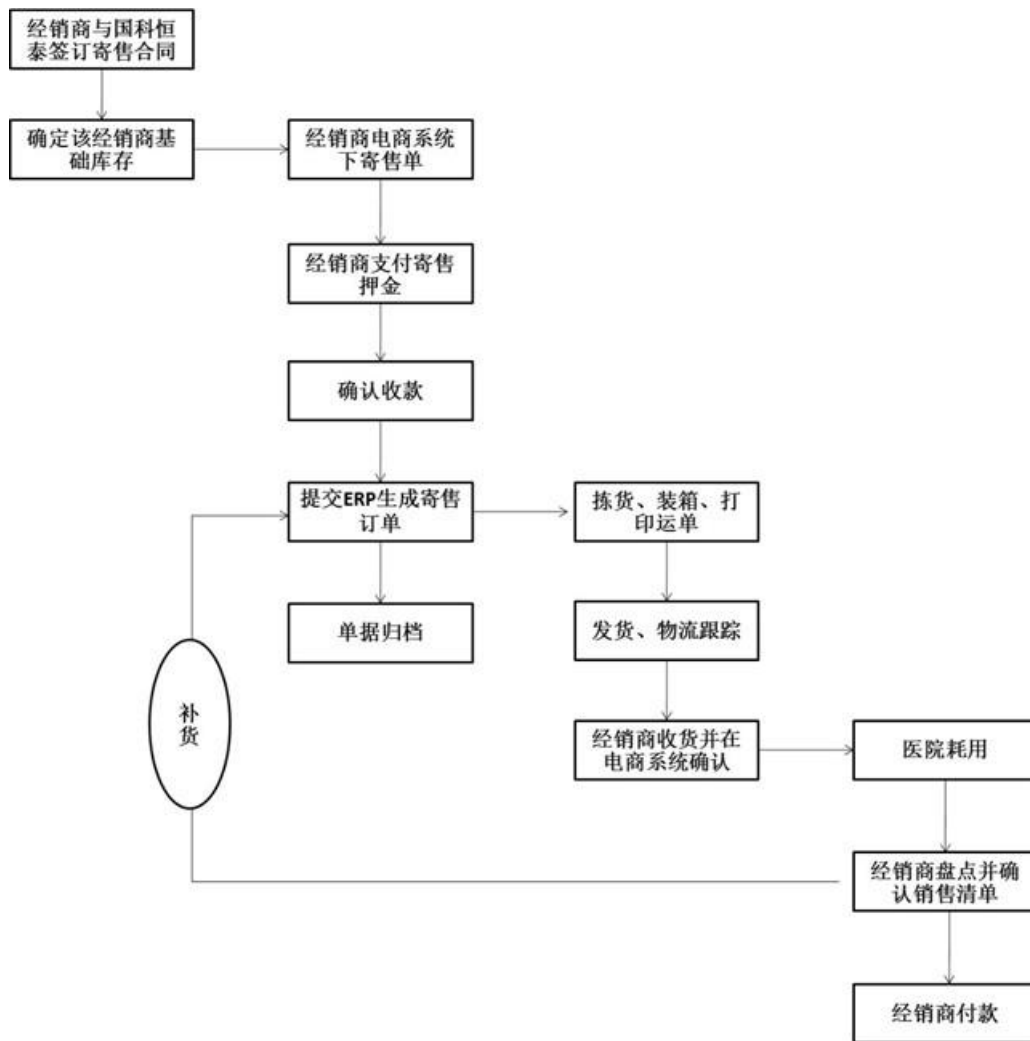 经销商与国科恒
泰签订寄售合同
确定该经销商基
础库存
经销商电商系统
下寄售单
经销商支付寄售
押金
确认收款
提交ERP生成寄售
订单
拣货、装箱、打
印运单
单据归档
发货、物流跟踪
补
货
经销商收货并在
电商系统确认
医院耗用
经销商盘点并确
认销售清单
经销商付款